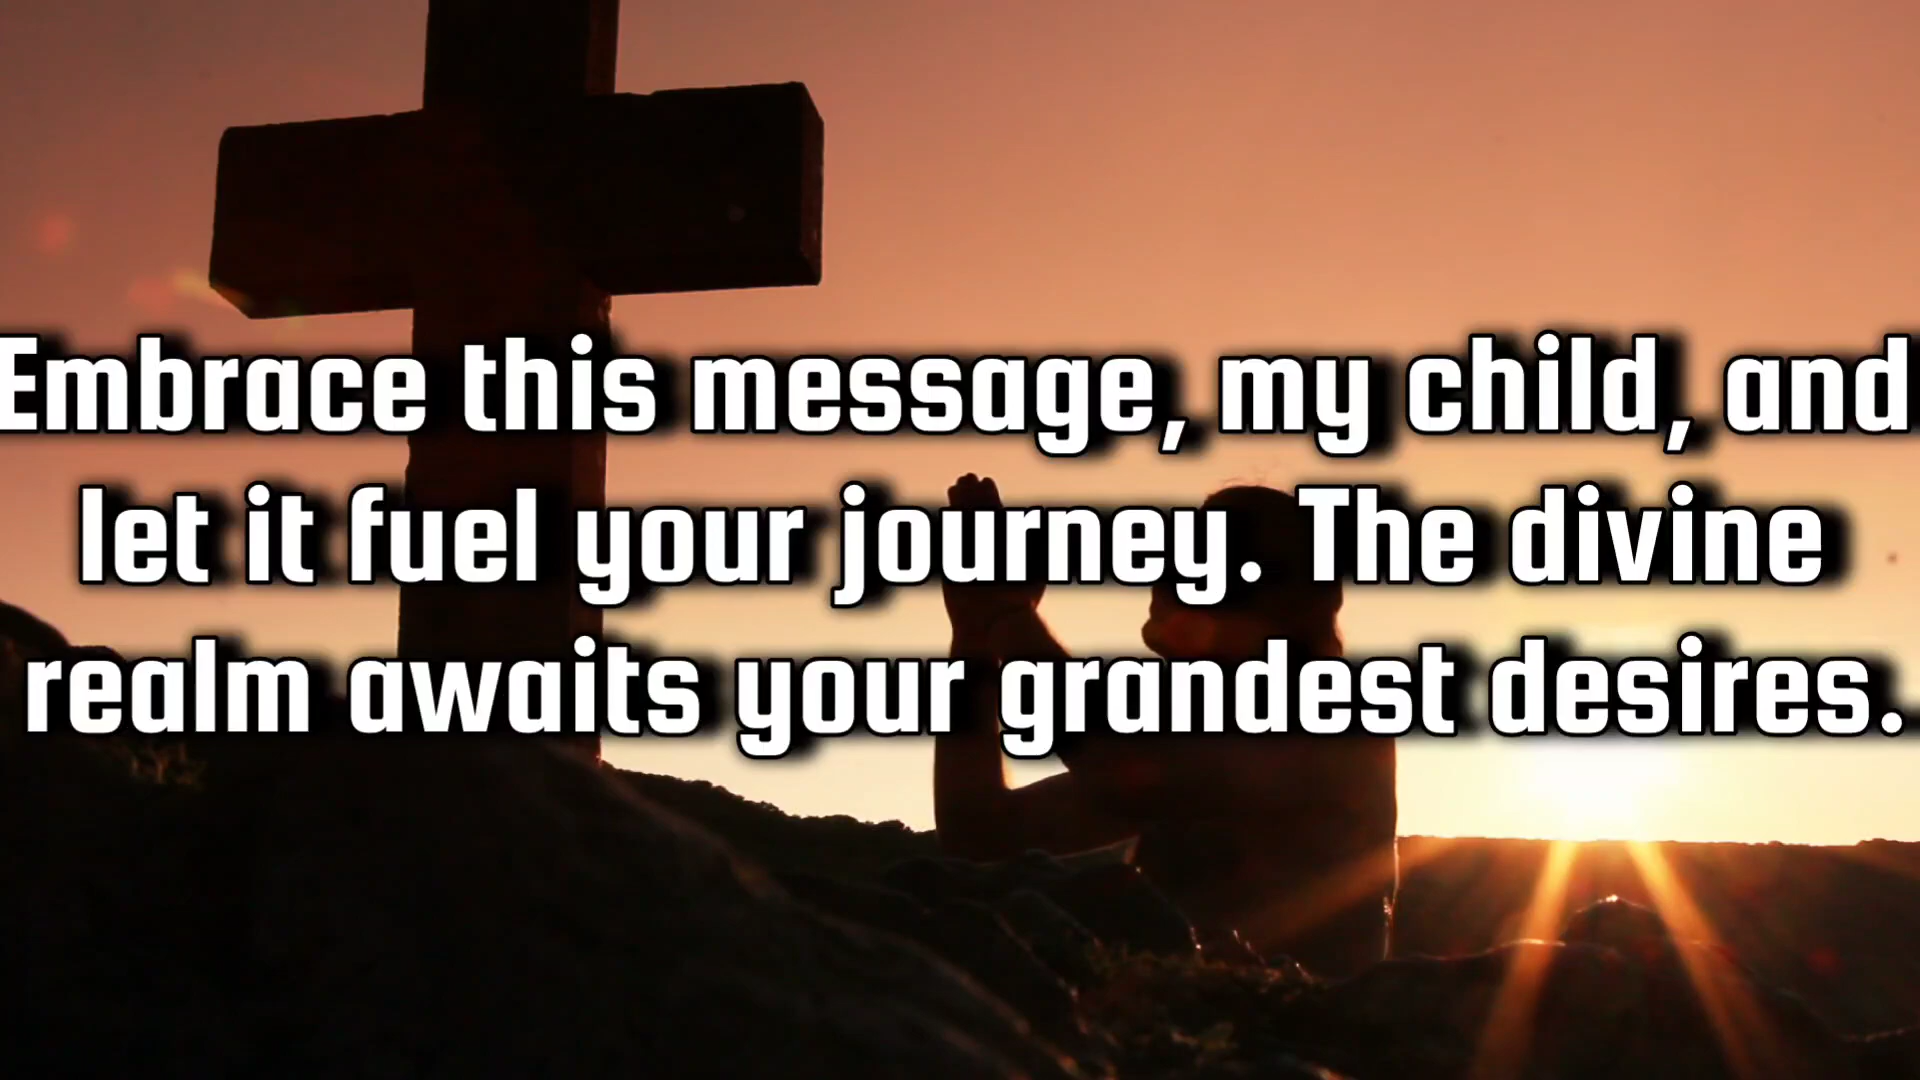 Embrace this message, my child, and
let it fuel your journey. The divine
realm awaits your grandest desires.